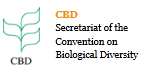 CBD
Secretariat of the
Convention on
Biological Diversity
CBD